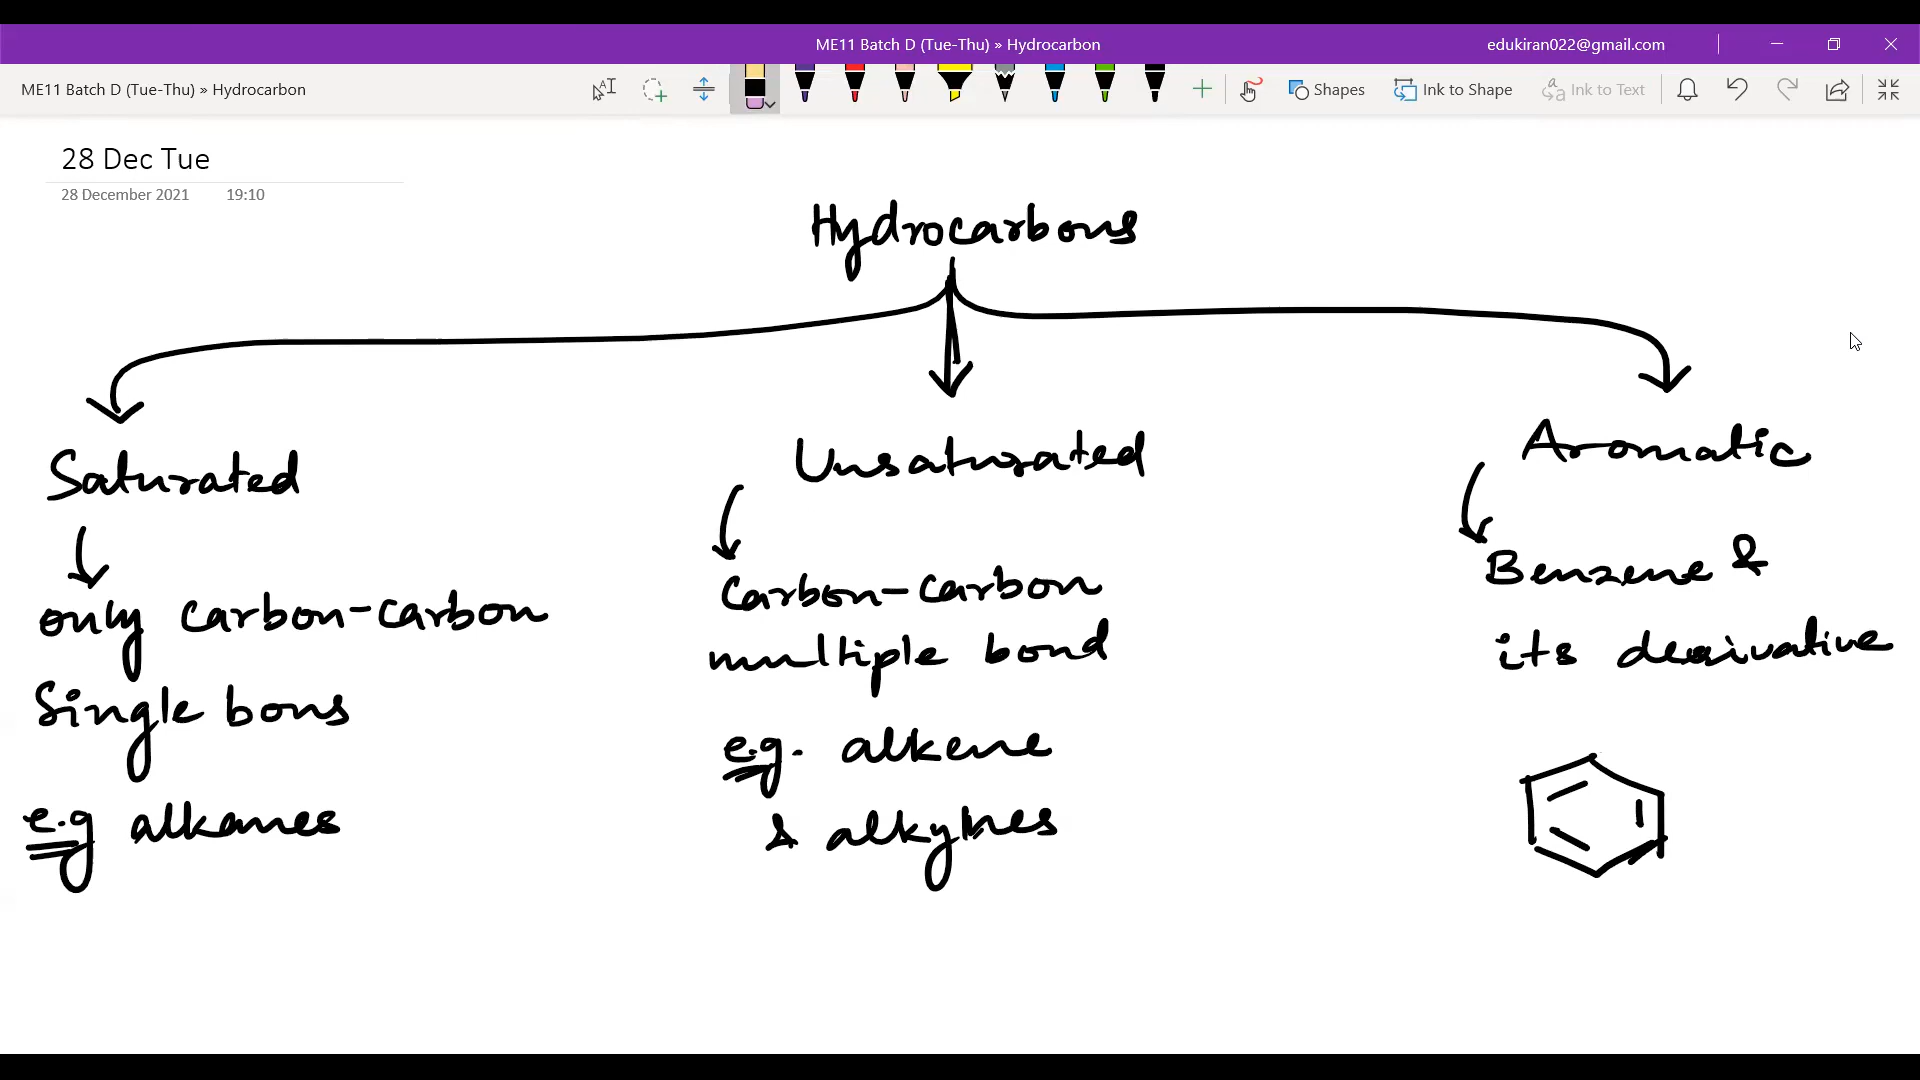 ME11 Batch D (Tue-Thu) » Hydrocarbon
edukiran022@gmail.com
ME11 Batch D (Tue-Thu) » Hydrocarbon
Shapes
Ink to Shape
Ink to Text
28 Dec Tue
28 December 2021 19:10
Hydrocarbons
Saturated
Unsaturated
Aromatic
only carbon-carbon
single bons
e.g alkanes
carbon-carbon
multiple bond
e.g. alkene
& alkynes
Benzene &
its derivative